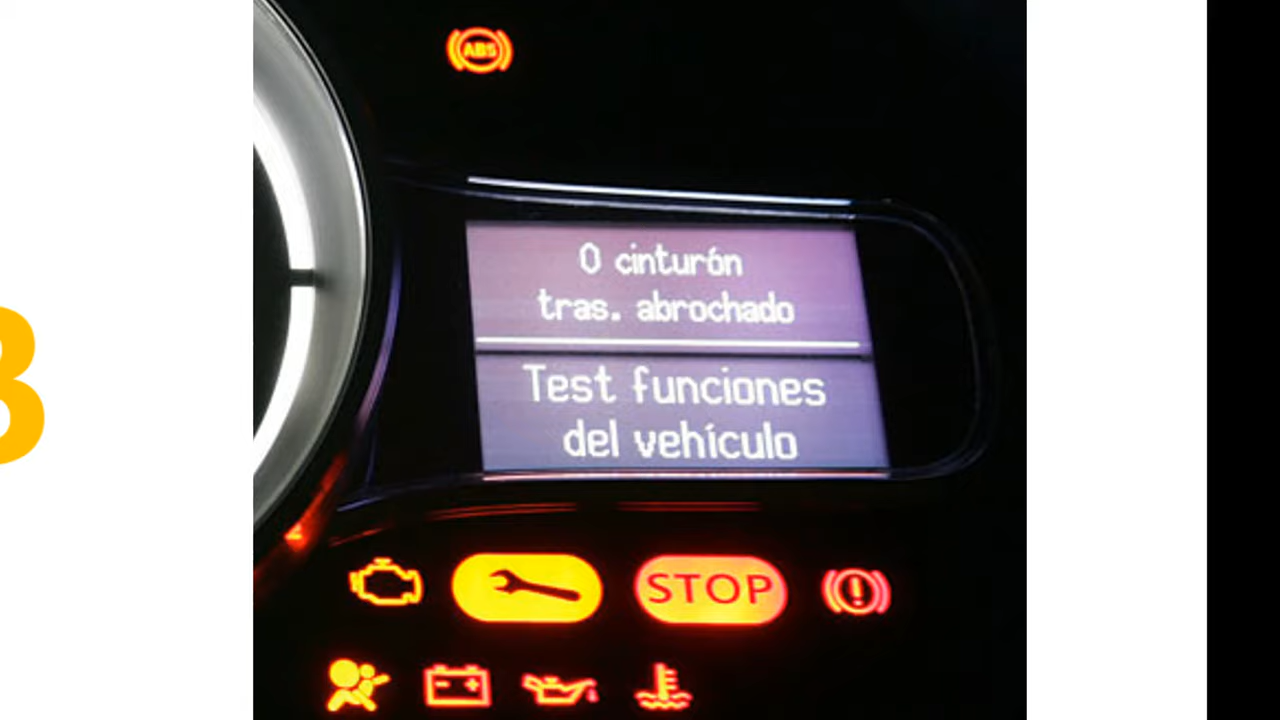 ABS
0 cinturón
tras. abrochado
Test funciones
del vehículo
STOP